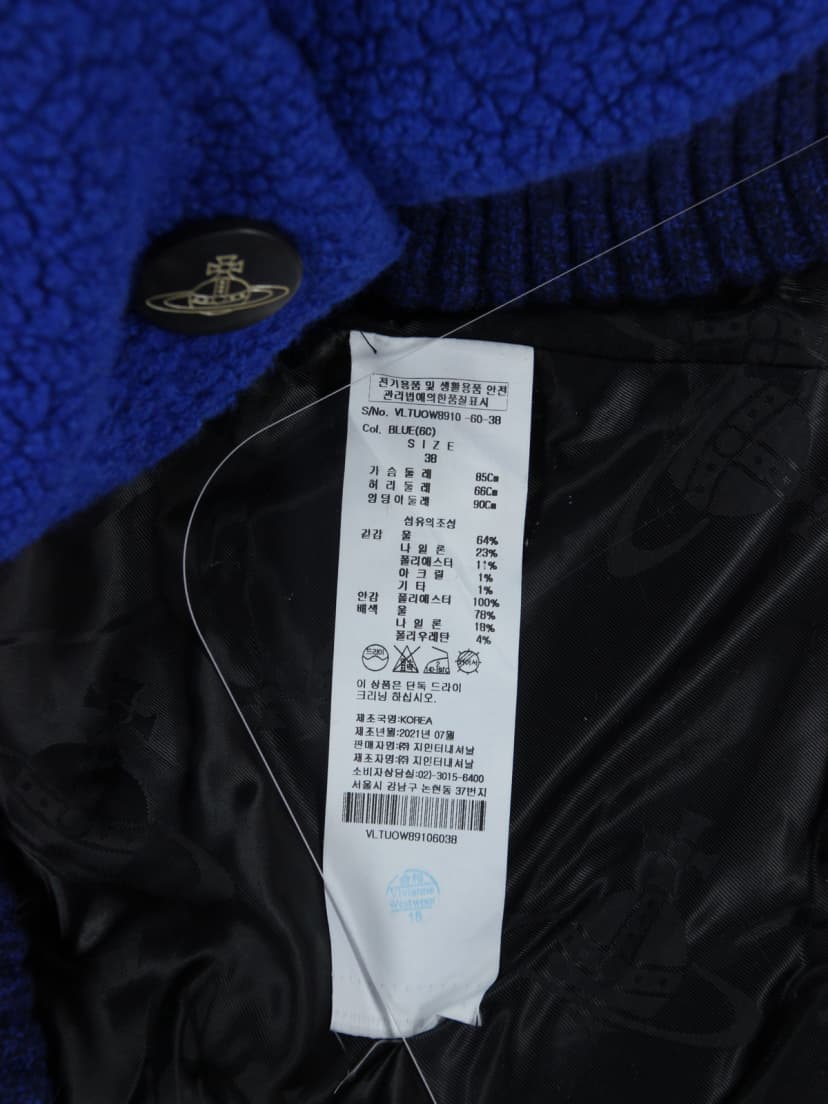 전기용품 및 생활용품 안전
관리법에의한품질표시
S/No. VLTUOW8910 -60-38
Col. BLUE(6C)
SIZE
38
가슴둘레 85Cm
허리둘레 66Cm
엉덩이둘레 90Cm
섬유의조성
겉감 울 64%
나일론 23%
폴리에스터 11%
아크릴 1%
기타 1%
안감 폴리에스터 100%
배색 울 78%
나일론 18%
폴리우레탄 4%
드라이
이 상품은 단독 드라이
크리닝 하십시오.
제조국명:KOREA
제조년월:2021년 07월
판매자명:㈜ 지인터내셔날
제조자명:㈜ 지인터내셔날
소비자상담실:02)-3015-6400
서울시 강남구 논현동 37번지
VLTUOW89106038
Vivienne
Westwood
18